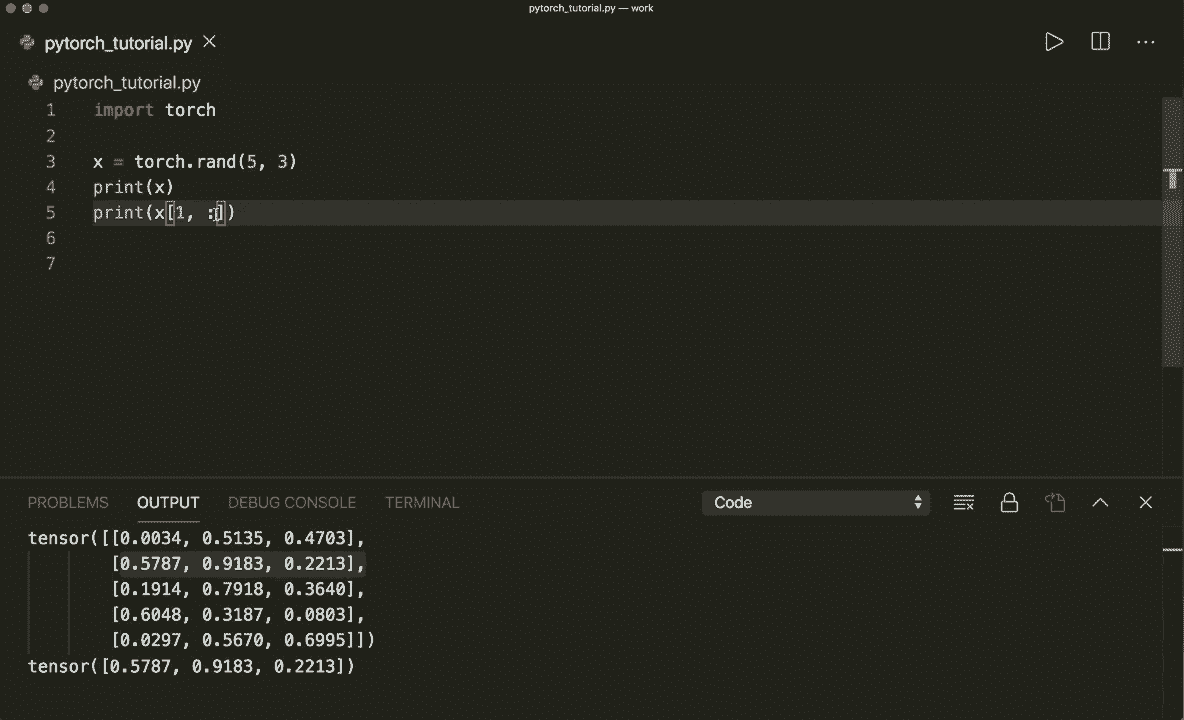 pytorch_tutorial.py — work
pytorch_tutorial.py
pytorch_tutorial.py
1 import torch
2
3 x = torch.rand(5, 3)
4 print(x)
5 print(x[1, :])
6
7
PROBLEMS OUTPUT DEBUG CONSOLE TERMINAL Code
tensor([[0.0034, 0.5135, 0.4703],
[0.5787, 0.9183, 0.2213],
[0.1914, 0.7918, 0.3640],
[0.6048, 0.3187, 0.0803],
[0.0297, 0.5670, 0.6995]])
tensor([0.5787, 0.9183, 0.2213])